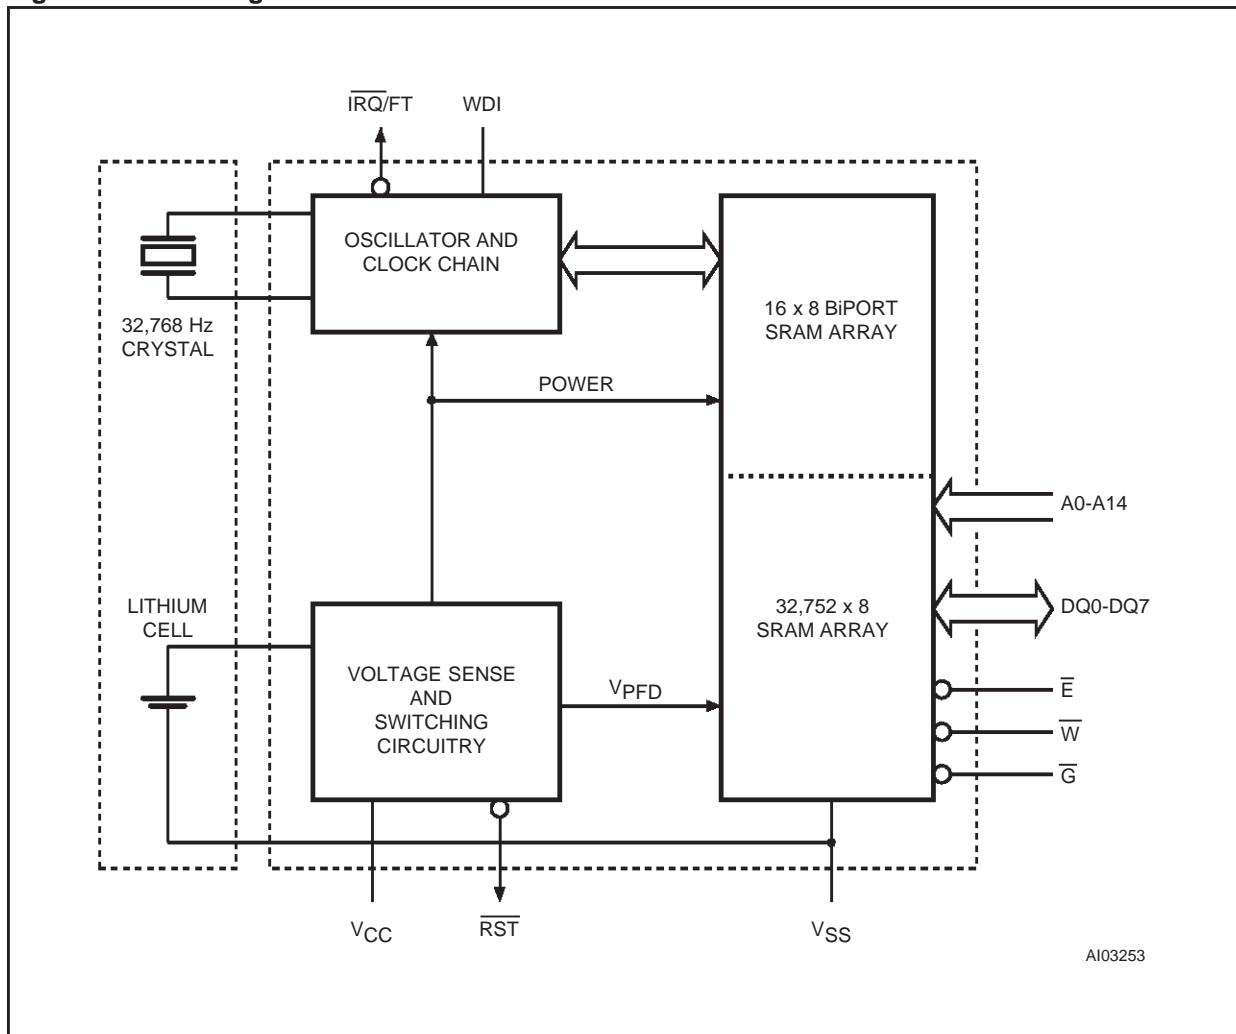 IRQ/FT WDI
OSCILLATOR AND
CLOCK CHAIN
32,768 Hz
CRYSTAL
16 x 8 BiPORT
SRAM ARRAY
POWER
A0-A14
LITHIUM
CELL
32,752 x 8
SRAM ARRAY
DQ0-DQ7
VOLTAGE SENSE
AND
SWITCHING
CIRCUITRY
VPFD
E
W
G
VCC RST VSS
AI03253